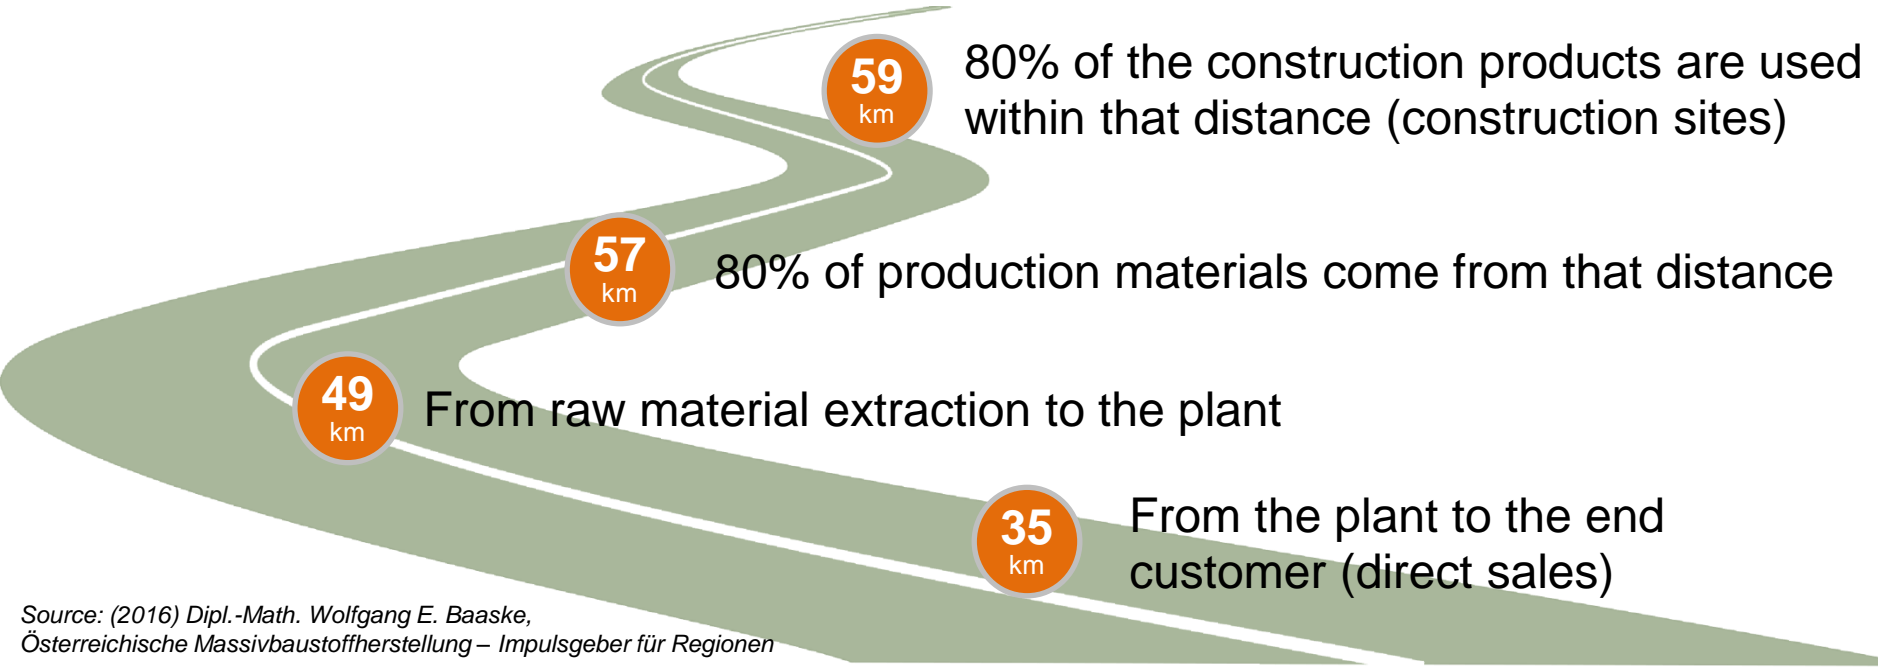 59
km
80% of the construction products are used
within that distance (construction sites)
57
km
80% of production materials come from that distance
49
km
From raw material extraction to the plant
35
km
From the plant to the end
customer (direct sales)
Source: (2016) Dipl.-Math. Wolfgang E. Baaske,
Österreichische Massivbaustoffherstellung – Impulsgeber für Regionen